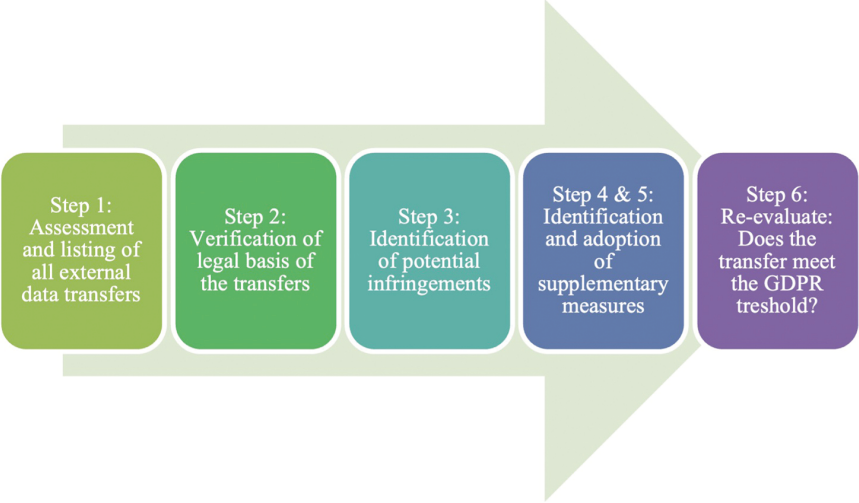 Step 1:
Assessment
and listing of
all external
data transfers
Step 2:
Verification of
legal basis of
the transfers
Step 3:
Identification
of potential
infringements
Step 4 & 5:
Identification
and adoption
of
supplementary
measures
Step 6:
Re-evaluate:
Does the
transfer meet
the GDPR
treshold?